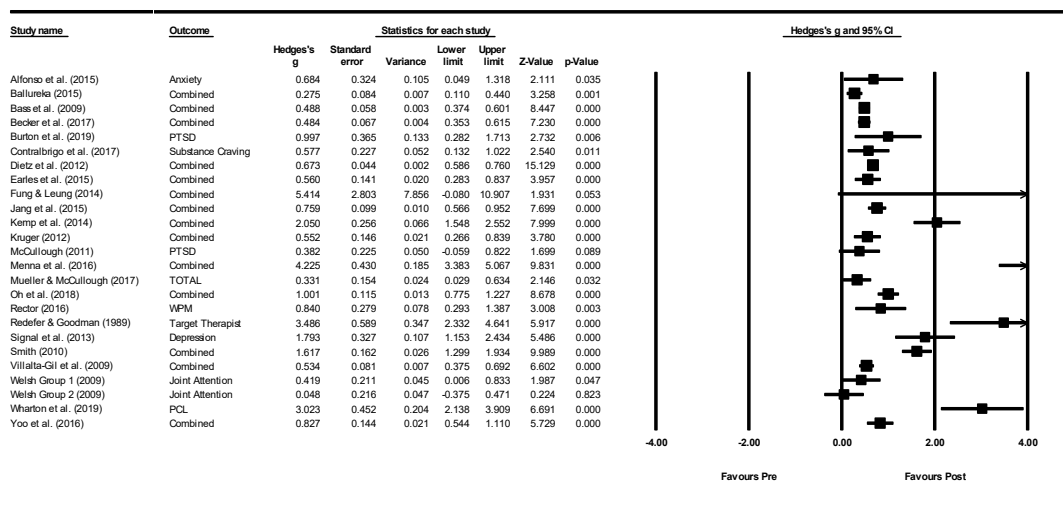 Study name Outcome Statistics for each study Hedges's g and 95% CI
Hedges's Standard Lower Upper
g error Variance limit limit Z-Value p-Value
Alfonso et al. (2015) Anxiety 0.684 0.324 0.105 0.049 1.318 2.111 0.035
Ballureka (2015) Combined 0.275 0.084 0.007 0.110 0.440 3.258 0.001
Bass et al. (2009) Combined 0.488 0.058 0.003 0.374 0.601 8.447 0.000
Becker et al. (2017) Combined 0.484 0.067 0.004 0.353 0.615 7.230 0.000
Burton et al. (2019) PTSD 0.997 0.365 0.133 0.282 1.713 2.732 0.006
Contralbrigo et al. (2017) Substance Craving 0.577 0.227 0.052 0.132 1.022 2.540 0.011
Dietz et al. (2012) Combined 0.673 0.044 0.002 0.586 0.760 15.129 0.000
Earles et al. (2015) Combined 0.560 0.141 0.020 0.283 0.837 3.957 0.000
Fung & Leung (2014) Combined 5.414 2.803 7.856 -0.080 10.907 1.931 0.053
Jang et al. (2015) Combined 0.759 0.099 0.010 0.566 0.952 7.699 0.000
Kemp et al. (2014) Combined 2.050 0.256 0.066 1.548 2.552 7.999 0.000
Kruger (2012) Combined 0.552 0.146 0.021 0.266 0.839 3.780 0.000
McCullough (2011) PTSD 0.382 0.225 0.050 -0.059 0.822 1.699 0.089
Menna et al. (2016) Combined 4.225 0.430 0.185 3.383 5.067 9.831 0.000
Mueller & McCullough (2017) TOTAL 0.331 0.154 0.024 0.029 0.634 2.146 0.032
Oh et al. (2018) Combined 1.001 0.115 0.013 0.775 1.227 8.678 0.000
Rector (2016) WPM 0.840 0.279 0.078 0.293 1.387 3.008 0.003
Redefer & Goodman (1989) Target Therapist 3.486 0.589 0.347 2.332 4.641 5.917 0.000
Signal et al. (2013) Depression 1.793 0.327 0.107 1.153 2.434 5.486 0.000
Smith (2010) Combined 1.617 0.162 0.026 1.299 1.934 9.989 0.000
Villalta-Gil et al. (2009) Combined 0.534 0.081 0.007 0.375 0.692 6.602 0.000
Welsh Group 1 (2009) Joint Attention 0.419 0.211 0.045 0.006 0.833 1.987 0.047
Welsh Group 2 (2009) Joint Attention 0.048 0.216 0.047 -0.375 0.471 0.224 0.823
Wharton et al. (2019) PCL 3.023 0.452 0.204 2.138 3.909 6.691 0.000
Yoo et al. (2016) Combined 0.827 0.144 0.021 0.544 1.110 5.729 0.000
-4.00 -2.00 0.00 2.00 4.00
Favours Pre Favours Post